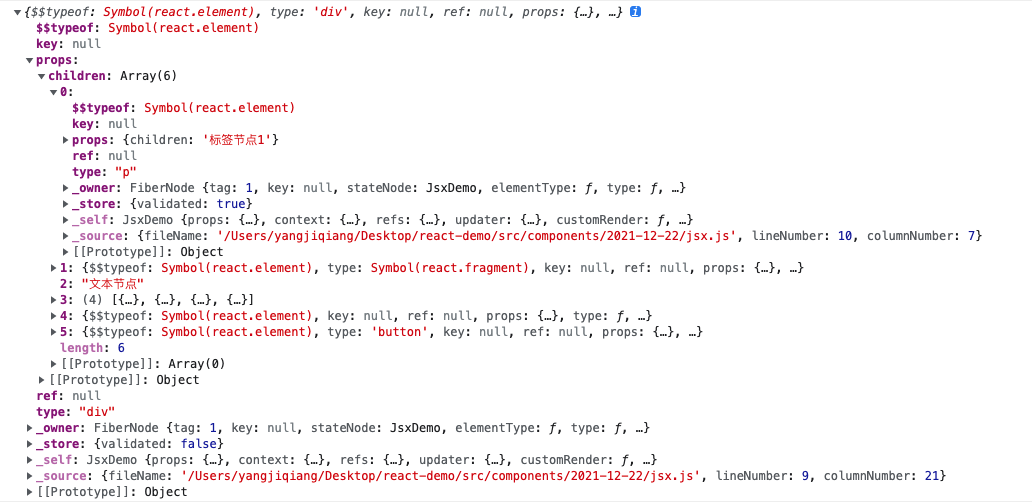 {$$typeof: Symbol(react.element), type: 'div', key: null, ref: null, props: {…}, …} i
$$typeof: Symbol(react.element)
key: null
props:
children: Array(6)
0:
$$typeof: Symbol(react.element)
key: null
props: {children: '标签节点1'}
ref: null
type: "p"
_owner: FiberNode {tag: 1, key: null, stateNode: JsxDemo, elementType: ƒ, type: ƒ, …}
_store: {validated: true}
_self: JsxDemo {props: {…}, context: {…}, refs: {…}, updater: {…}, customRender: ƒ, …}
_source: {fileName: '/Users/yangjiqiang/Desktop/react-demo/src/components/2021-12-22/jsx.js', lineNumber: 10, columnNumber: 7}
[[Prototype]]: Object
1: {$$typeof: Symbol(react.element), type: Symbol(react.fragment), key: null, ref: null, props: {…}, …}
2: "文本节点"
3: (4) [{…}, {…}, {…}, {…}]
4: {$$typeof: Symbol(react.element), key: null, ref: null, props: {…}, type: ƒ, …}
5: {$$typeof: Symbol(react.element), type: 'button', key: null, ref: null, props: {…}, …}
length: 6
[[Prototype]]: Array(0)
[[Prototype]]: Object
ref: null
type: "div"
_owner: FiberNode {tag: 1, key: null, stateNode: JsxDemo, elementType: ƒ, type: ƒ, …}
_store: {validated: false}
_self: JsxDemo {props: {…}, context: {…}, refs: {…}, updater: {…}, customRender: ƒ, …}
_source: {fileName: '/Users/yangjiqiang/Desktop/react-demo/src/components/2021-12-22/jsx.js', lineNumber: 9, columnNumber: 21}
[[Prototype]]: Object